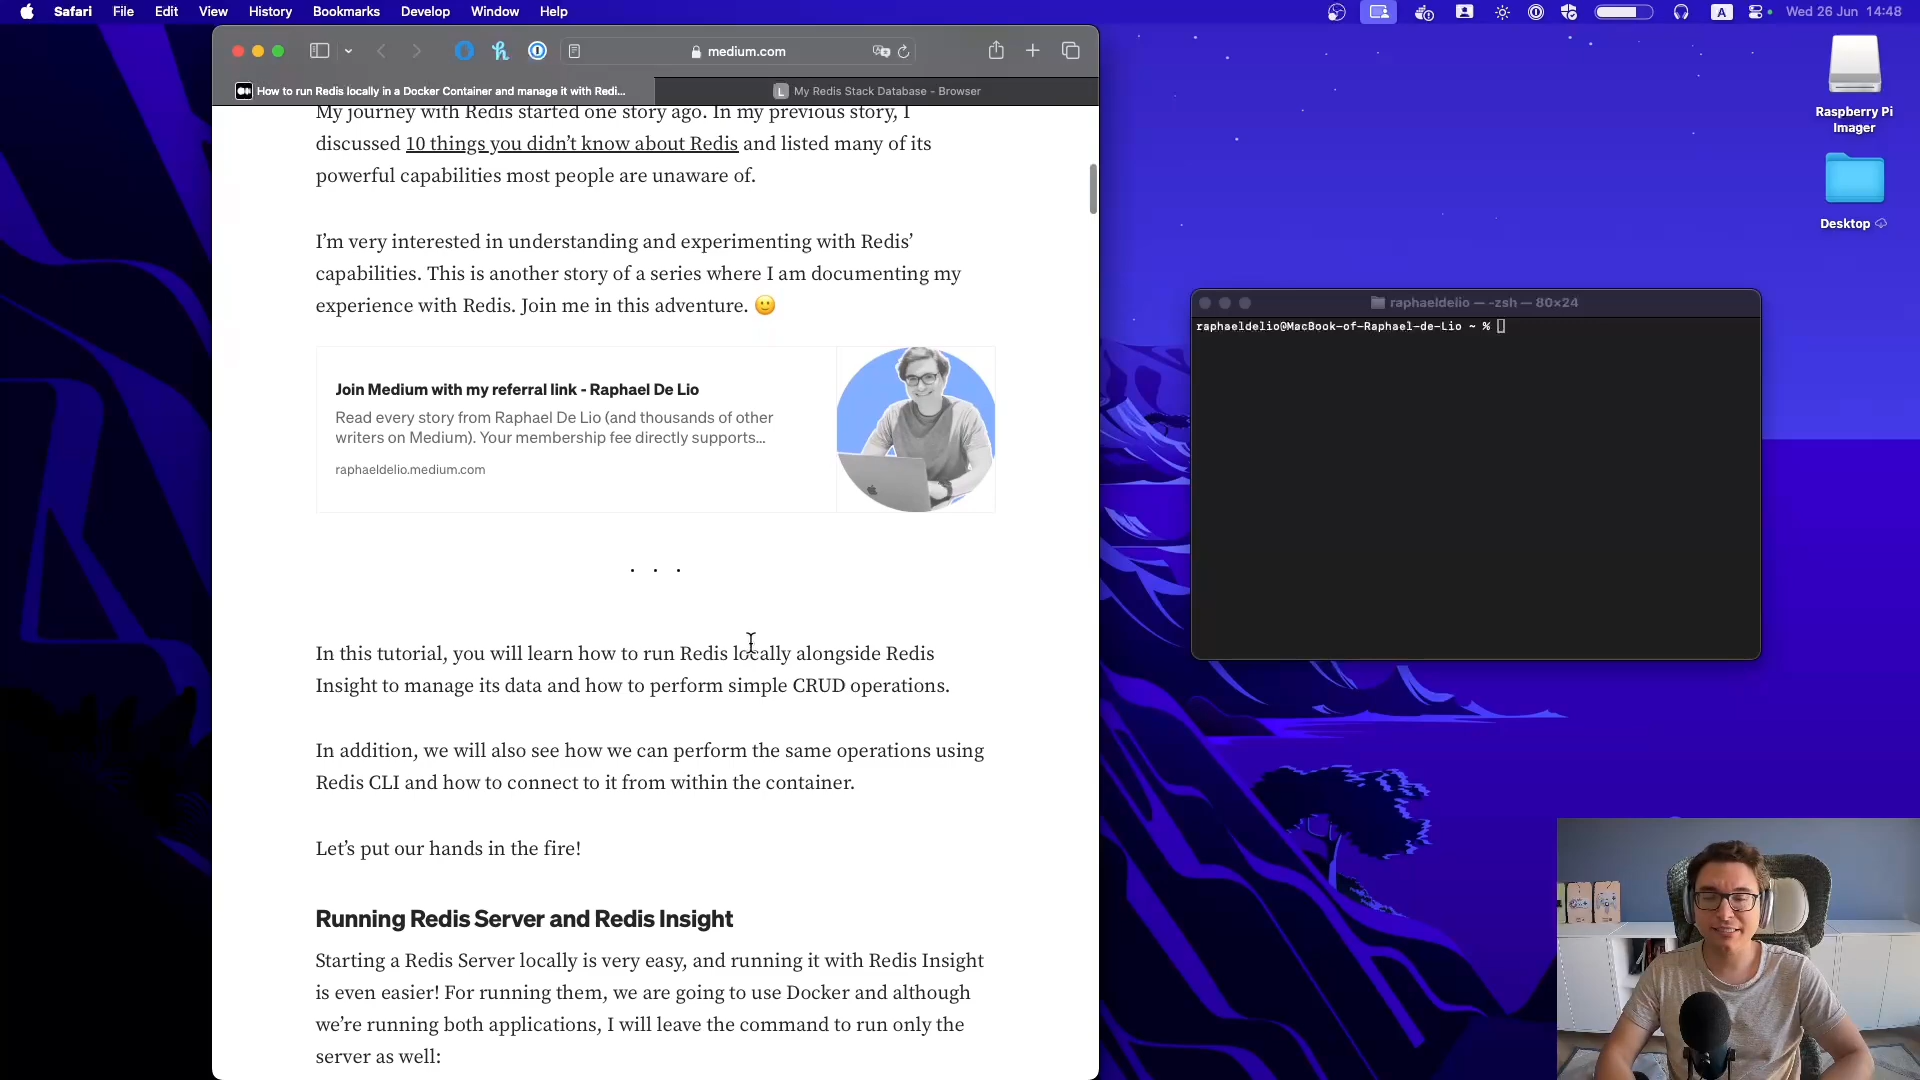 Safari File Edit View History Bookmarks Develop Window Help
A
Wed 26 Jun 14:48
medium.com
How to run Redis locally in a Docker Container and manage it with Redi...
L My Redis Stack Database - Browser
My journey with Redis started one story ago. In my previous story, I
discussed 10 things you didn’t know about Redis and listed many of its
powerful capabilities most people are unaware of.
I’m very interested in understanding and experimenting with Redis’
capabilities. This is another story of a series where I am documenting my
experience with Redis. Join me in this adventure. 🙂
Join Medium with my referral link - Raphael De Lio
Read every story from Raphael De Lio (and thousands of other
writers on Medium). Your membership fee directly supports...
raphaeldelio.medium.com
. . .
In this tutorial, you will learn how to run Redis locally alongside Redis
Insight to manage its data and how to perform simple CRUD operations.
In addition, we will also see how we can perform the same operations using
Redis CLI and how to connect to it from within the container.
Let’s put our hands in the fire!
Running Redis Server and Redis Insight
Starting a Redis Server locally is very easy, and running it with Redis Insight
is even easier! For running them, we are going to use Docker and although
we’re running both applications, I will leave the command to run only the
server as well:
Raspberry Pi
Imager
Desktop
raphaeldelio — -zsh — 80×24
raphaeldelio@MacBook-of-Raphael-de-Lio ~ %